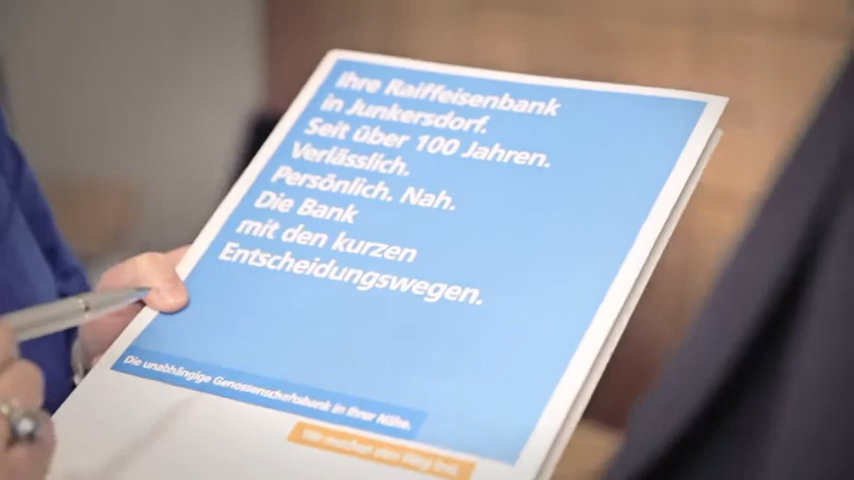 Ihre Raiffeisenbank
in Junkersdorf.
Seit über 100 Jahren.
Verlässlich.
Persönlich. Nah.
Die Bank
mit den kurzen
Entscheidungswegen.
Die unabhängige Genossenschaftsbank in Ihrer Nähe.
Wir machen den Weg frei.